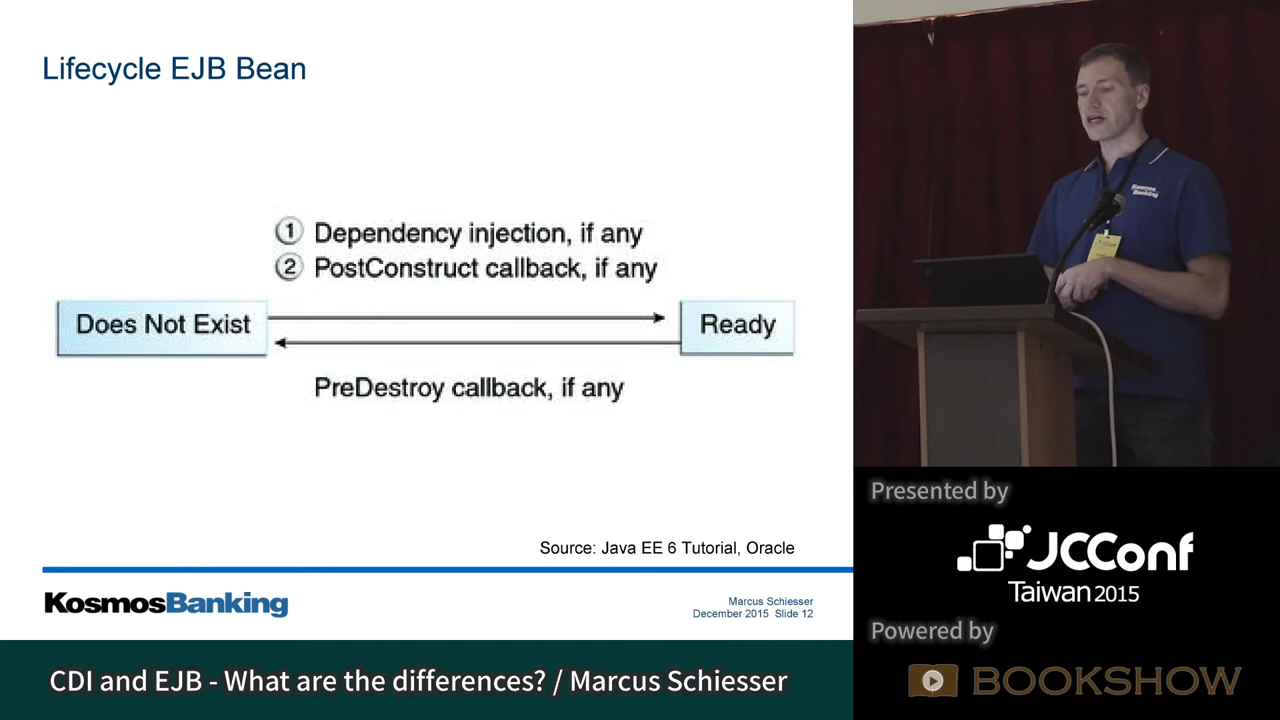 Lifecycle EJB Bean
1 Dependency injection, if any
2 PostConstruct callback, if any
Does Not Exist
Ready
PreDestroy callback, if any
Source: Java EE 6 Tutorial, Oracle
KosmosBanking
Marcus Schiesser
December 2015 Slide 12
CDI and EJB - What are the differences? / Marcus Schiesser
Kosmos
Banking
Presented by
JCConf
Taiwan 2015
Powered by
BOOKSHOW